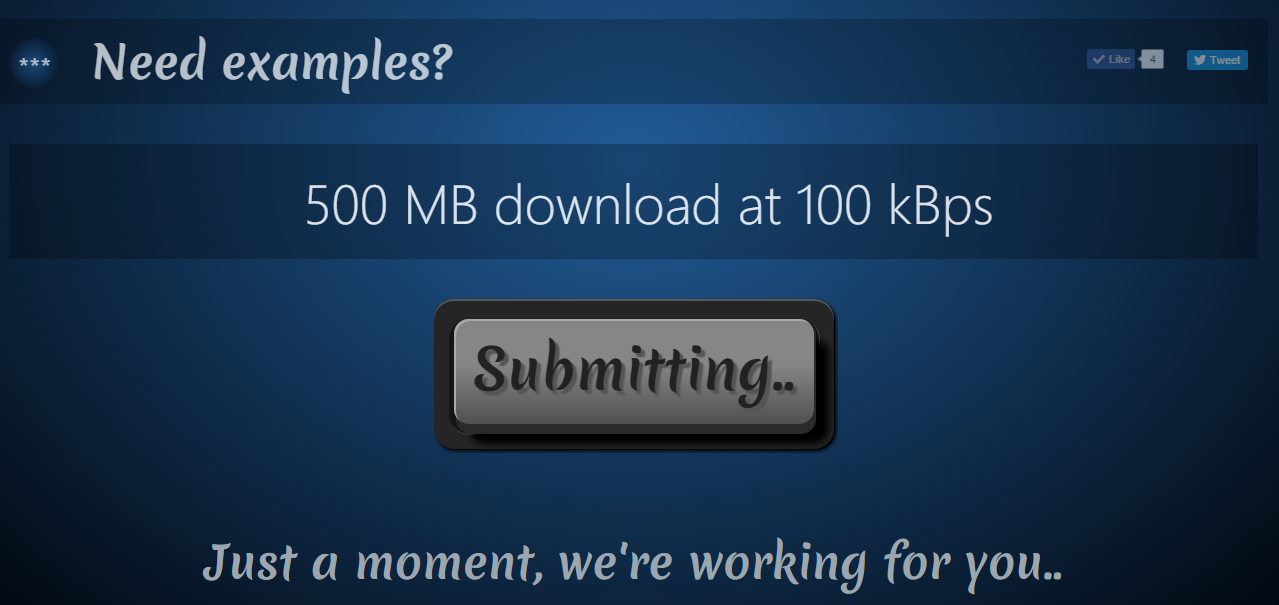 *** Need examples? Like 4 Tweet
500 MB download at 100 kBps
Submitting..
Just a moment, we're working for you..